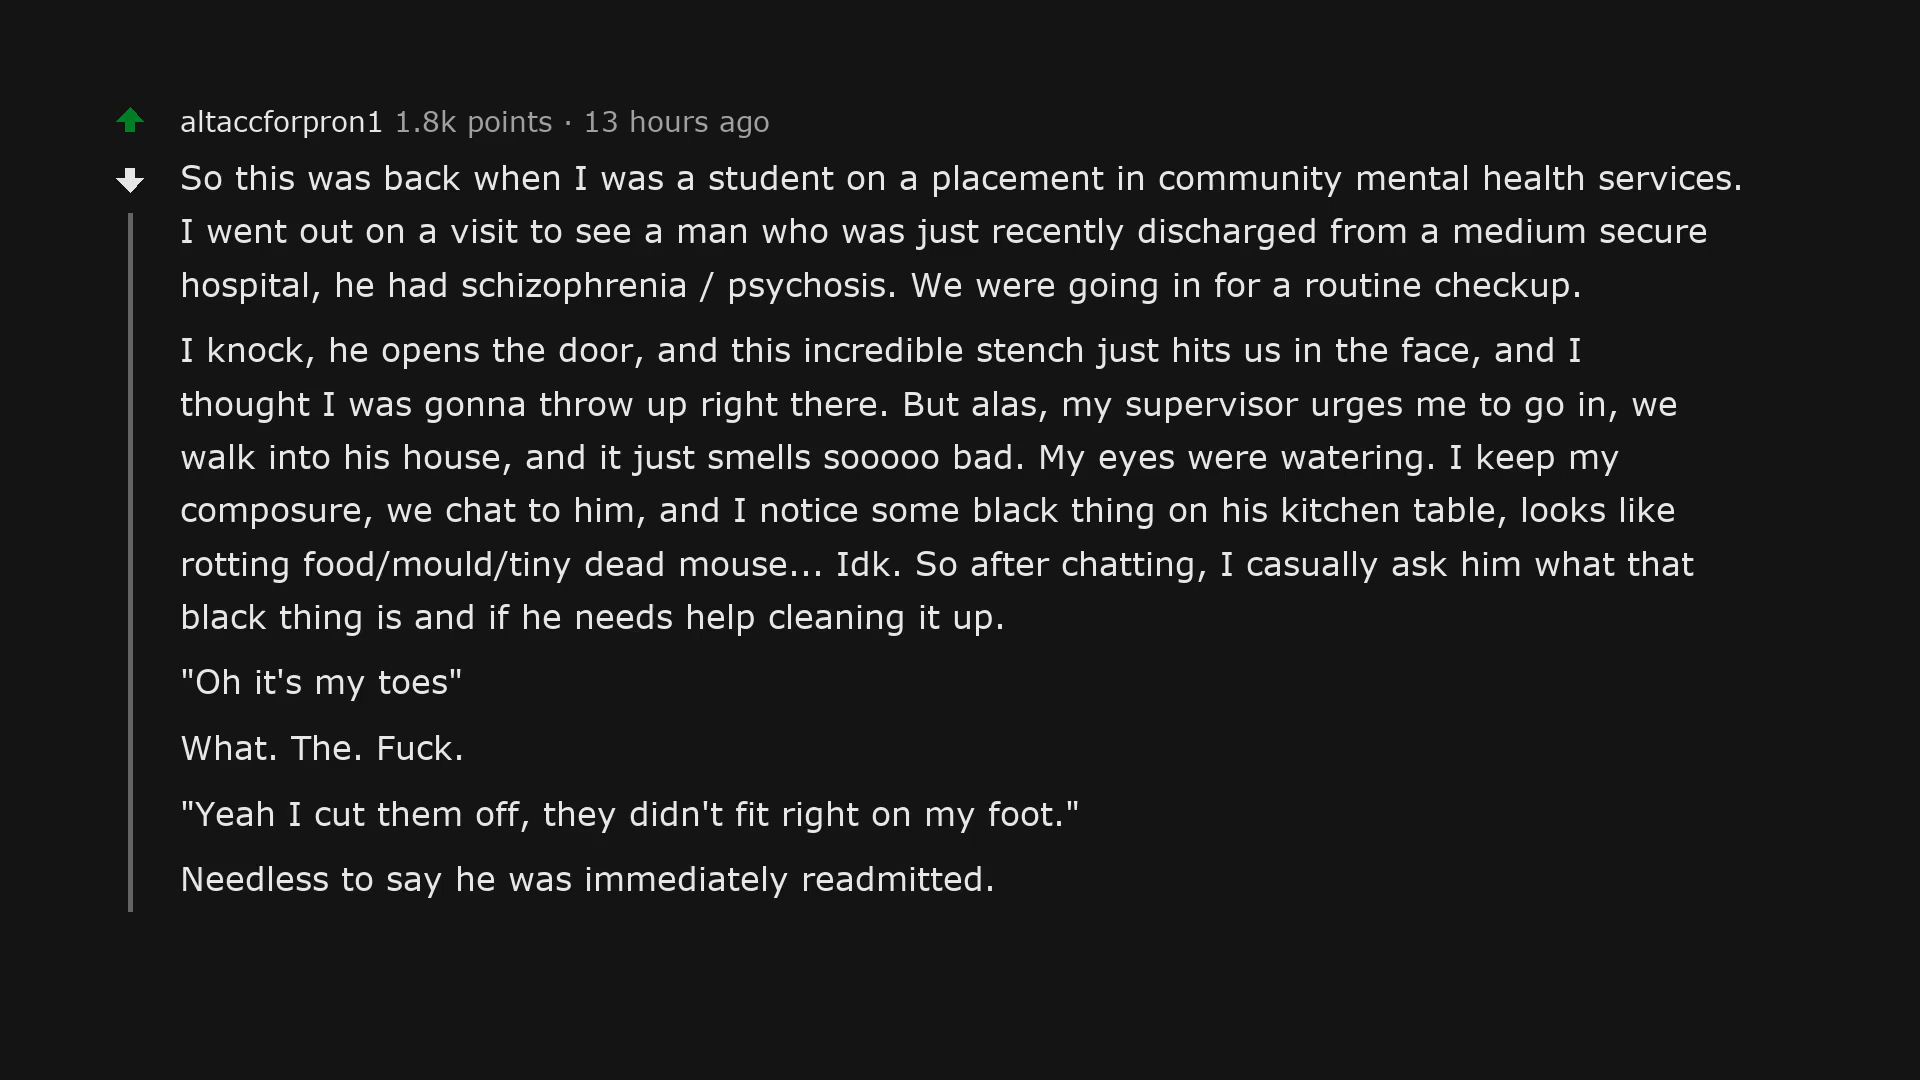 altaccforpron1 1.8k points · 13 hours ago
So this was back when I was a student on a placement in community mental health services.
I went out on a visit to see a man who was just recently discharged from a medium secure
hospital, he had schizophrenia / psychosis. We were going in for a routine checkup.
I knock, he opens the door, and this incredible stench just hits us in the face, and I
thought I was gonna throw up right there. But alas, my supervisor urges me to go in, we
walk into his house, and it just smells sooooo bad. My eyes were watering. I keep my
composure, we chat to him, and I notice some black thing on his kitchen table, looks like
rotting food/mould/tiny dead mouse... Idk. So after chatting, I casually ask him what that
black thing is and if he needs help cleaning it up.
"Oh it's my toes"
What. The. Fuck.
"Yeah I cut them off, they didn't fit right on my foot."
Needless to say he was immediately readmitted.